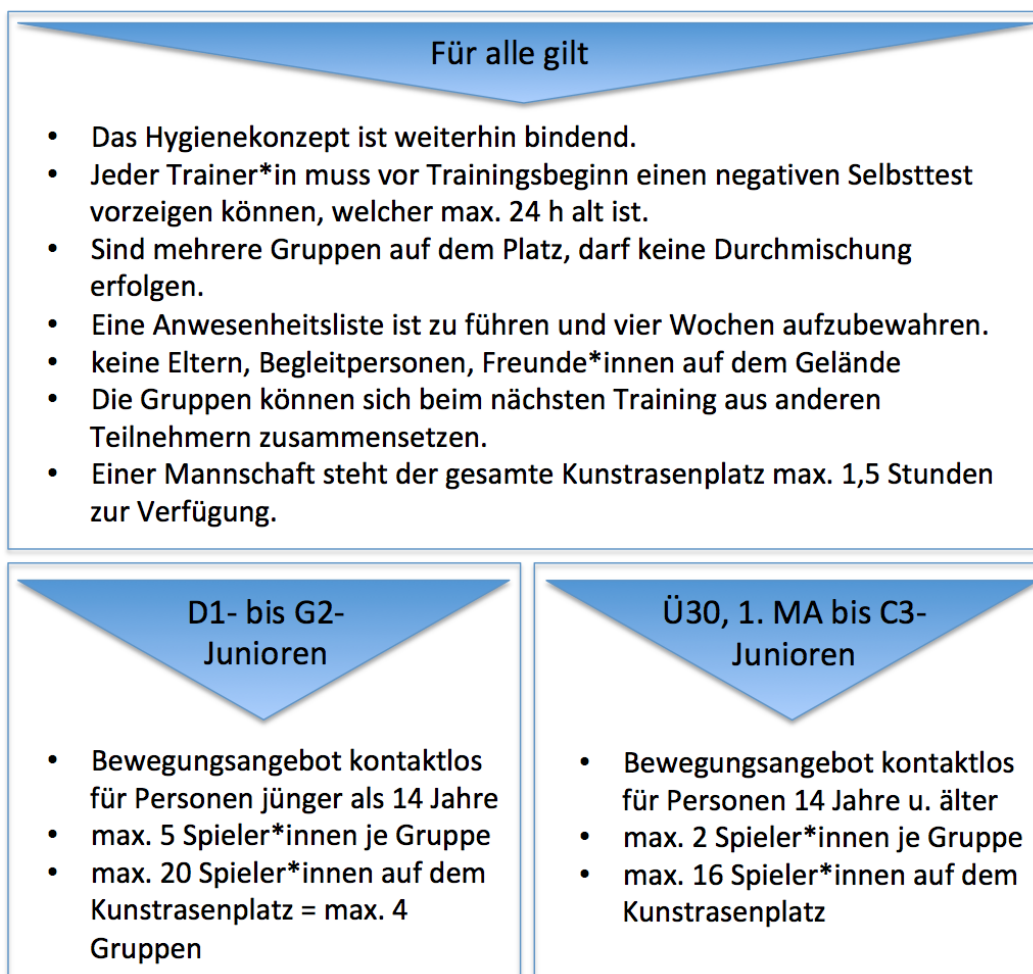 Für alle gilt
• Das Hygienekonzept ist weiterhin bindend.
• Jeder Trainer*in muss vor Trainingsbeginn einen negativen Selbsttest
vorzeigen können, welcher max. 24 h alt ist.
• Sind mehrere Gruppen auf dem Platz, darf keine Durchmischung
erfolgen.
• Eine Anwesenheitsliste ist zu führen und vier Wochen aufzubewahren.
• keine Eltern, Begleitpersonen, Freunde*innen auf dem Gelände
• Die Gruppen können sich beim nächsten Training aus anderen
Teilnehmern zusammensetzen.
• Einer Mannschaft steht der gesamte Kunstrasenplatz max. 1,5 Stunden
zur Verfügung.
D1- bis G2-
Junioren
• Bewegungsangebot kontaktlos
für Personen jünger als 14 Jahre
• max. 5 Spieler*innen je Gruppe
• max. 20 Spieler*innen auf dem
Kunstrasenplatz = max. 4
Gruppen
Ü30, 1. MA bis C3-
Junioren
• Bewegungsangebot kontaktlos
für Personen 14 Jahre u. älter
• max. 2 Spieler*innen je Gruppe
• max. 16 Spieler*innen auf dem
Kunstrasenplatz